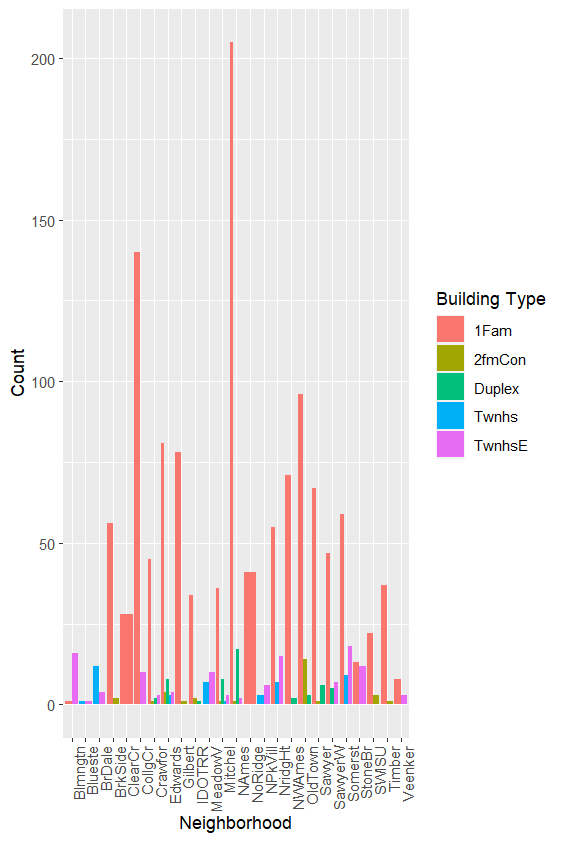 200
150
100
50
0
Count
Blmngtn
Blueste
BrDale
BrkSide
ClearCr
CollgCr
Crawfor
Edwards
Gilbert
IDOTRR
MeadowV
Mitchel
NAmes
NoRidge
NPkVill
NridgHt
NWAmes
OldTown
Sawyer
SawyerW
Somerst
StoneBr
SWISU
Timber
Veenker
Neighborhood
Building Type
1Fam
2fmCon
Duplex
Twnhs
TwnhsE